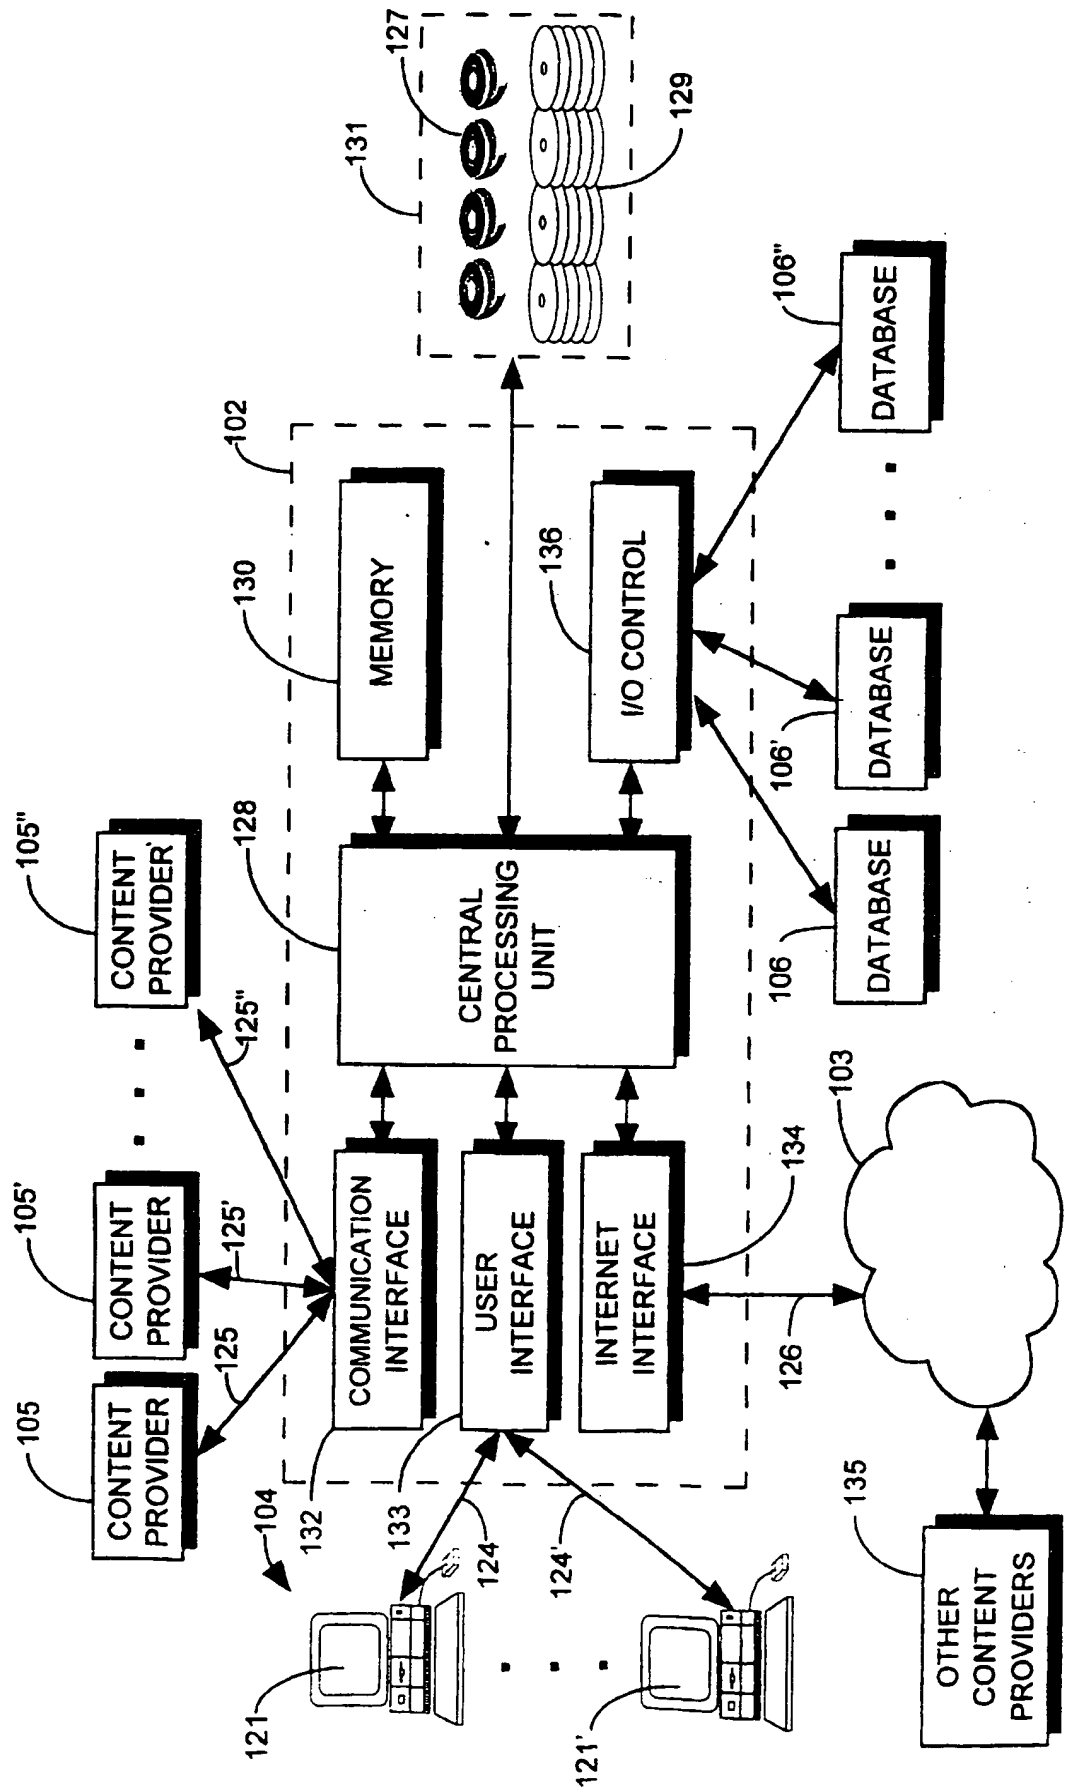 105
CONTENT
PROVIDER
105'
CONTENT
PROVIDER
105"
CONTENT
PROVIDER'
125
125'
125"
104
132
COMMUNICATION
INTERFACE
133
USER
INTERFACE
INTERNET
INTERFACE
134
128
CENTRAL
PROCESSING
UNIT
130
MEMORY
102
136
I/O CONTROL
131
127
129
121
124
124'
121'
126
103
106
DATABASE
106'
DATABASE
106"
DATABASE
135
OTHER
CONTENT
PROVIDERS